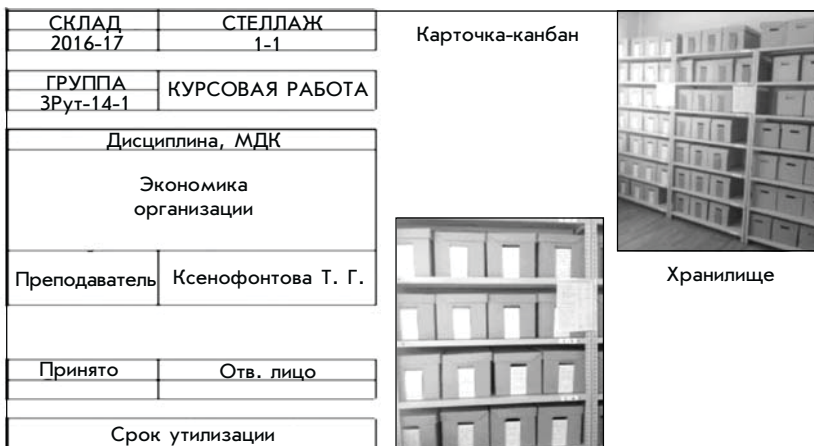 СКЛАД СТЕЛЛАЖ
2016-17 1-1
ГРУППА КУРСОВАЯ РАБОТА
ЗРут-14-1
Дисциплина, МДК
Экономика
организации
Преподаватель Ксенофонтова Т. Г.
Принято Отв. лицо
Срок утилизации
Карточка-канбан
Хранилище